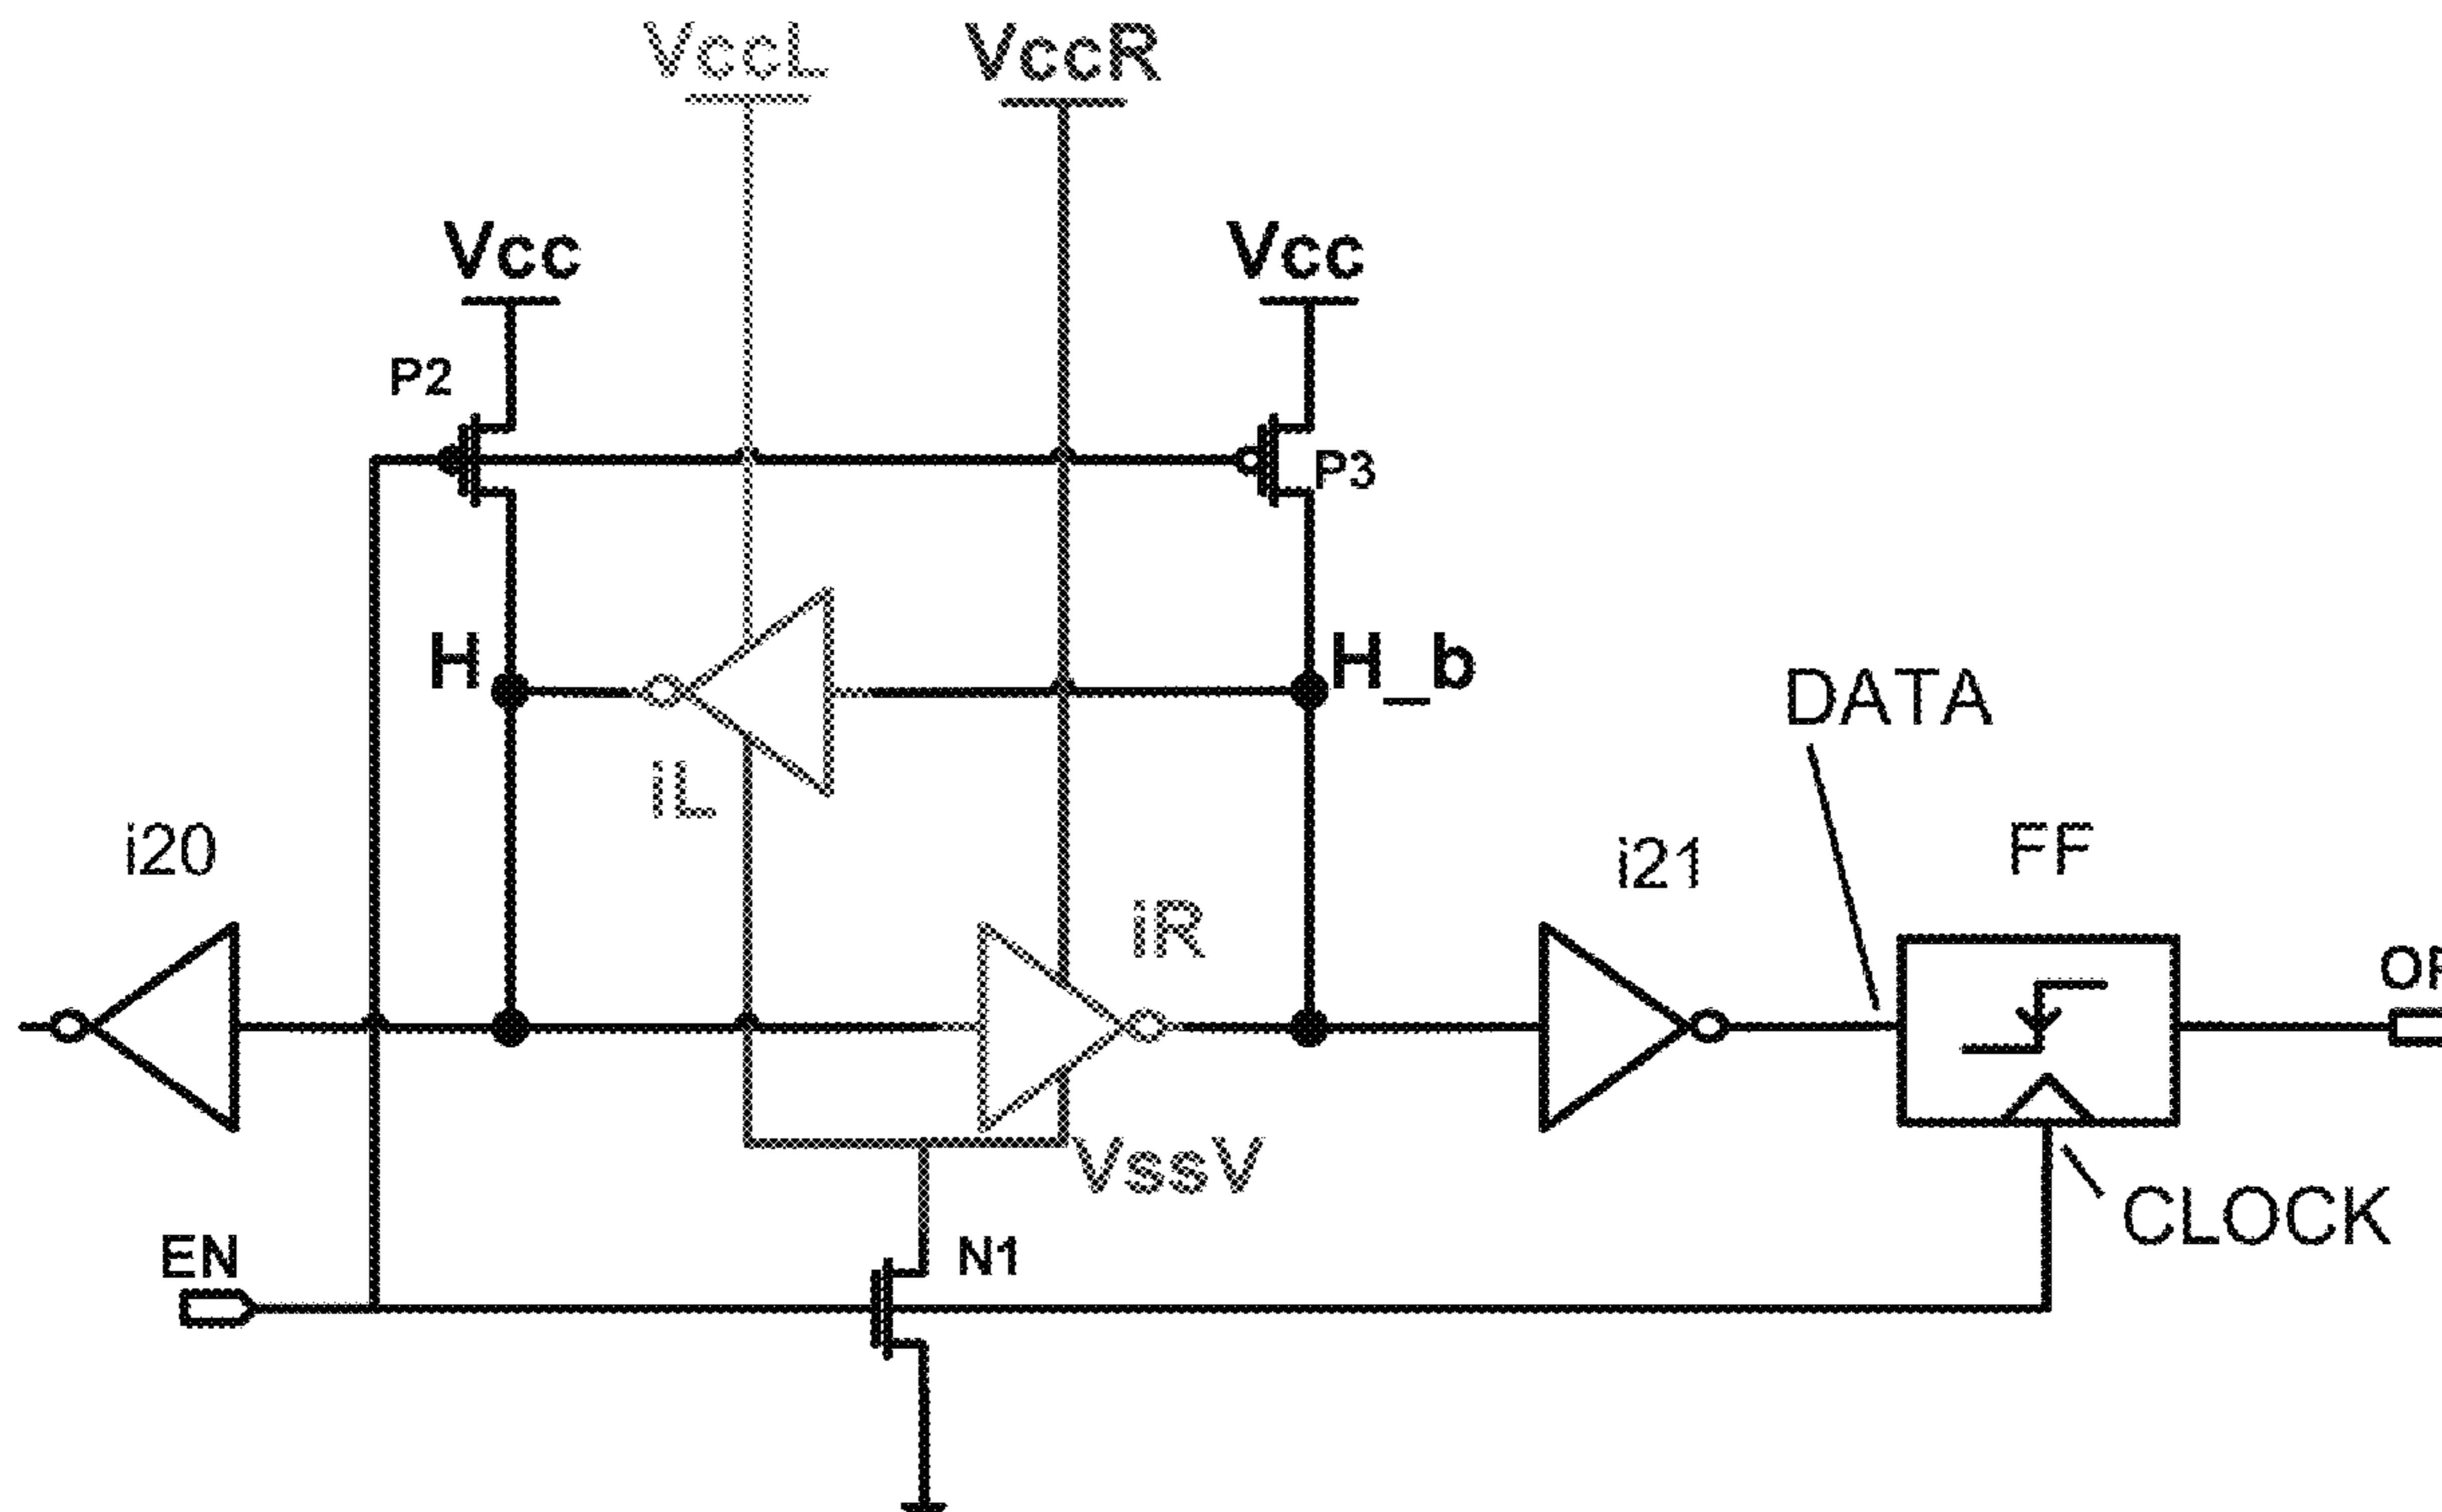 VccL VccR
Vcc Vcc
P2
P3
H H_b
DATA
iL
i20 i21 FF
iR
VssV
EN N1
CLOCK